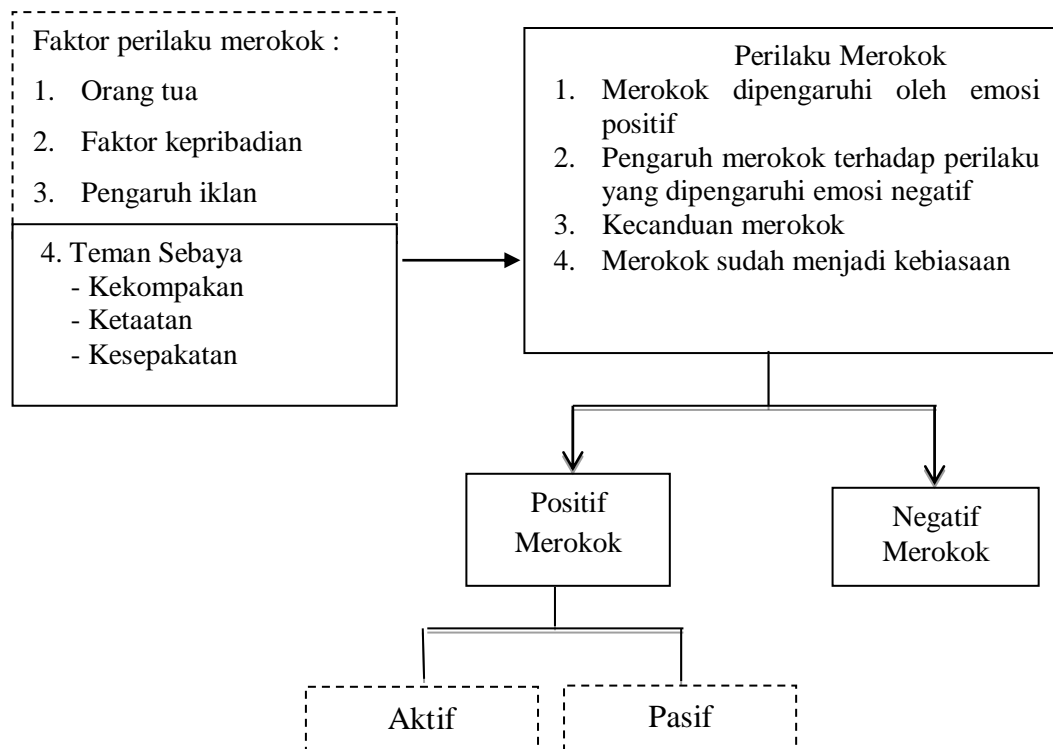 Faktor perilaku merokok :
1. Orang tua
2. Faktor kepribadian
3. Pengaruh iklan
4. Teman Sebaya
- Kekompakan
- Ketaatan
- Kesepakatan
Perilaku Merokok
1. Merokok dipengaruhi oleh emosi
positif
2. Pengaruh merokok terhadap perilaku
yang dipengaruhi emosi negatif
3. Kecanduan merokok
4. Merokok sudah menjadi kebiasaan
Positif
Merokok
Negatif
Merokok
Aktif
Pasif